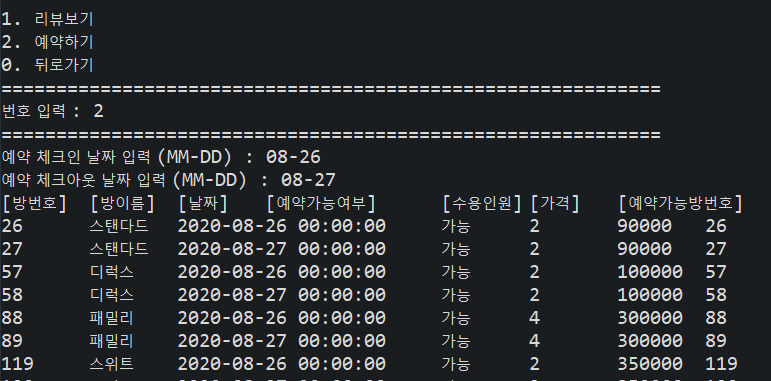 1. 리뷰보기
2. 예약하기
0. 뒤로가기
============================================================
번호 입력 : 2
============================================================
예약 체크인 날짜 입력 (MM-DD) : 08-26
예약 체크아웃 날짜 입력 (MM-DD) : 08-27
[방번호] [방이름] [날짜] [예약가능여부] [수용인원] [가격] [예약가능방번호]
26 스탠다드 2020-08-26 00:00:00 가능 2 90000 26
27 스탠다드 2020-08-27 00:00:00 가능 2 90000 27
57 디럭스 2020-08-26 00:00:00 가능 2 100000 57
58 디럭스 2020-08-27 00:00:00 가능 2 100000 58
88 패밀리 2020-08-26 00:00:00 가능 4 300000 88
89 패밀리 2020-08-27 00:00:00 가능 4 300000 89
119 스위트 2020-08-26 00:00:00 가능 2 350000 119